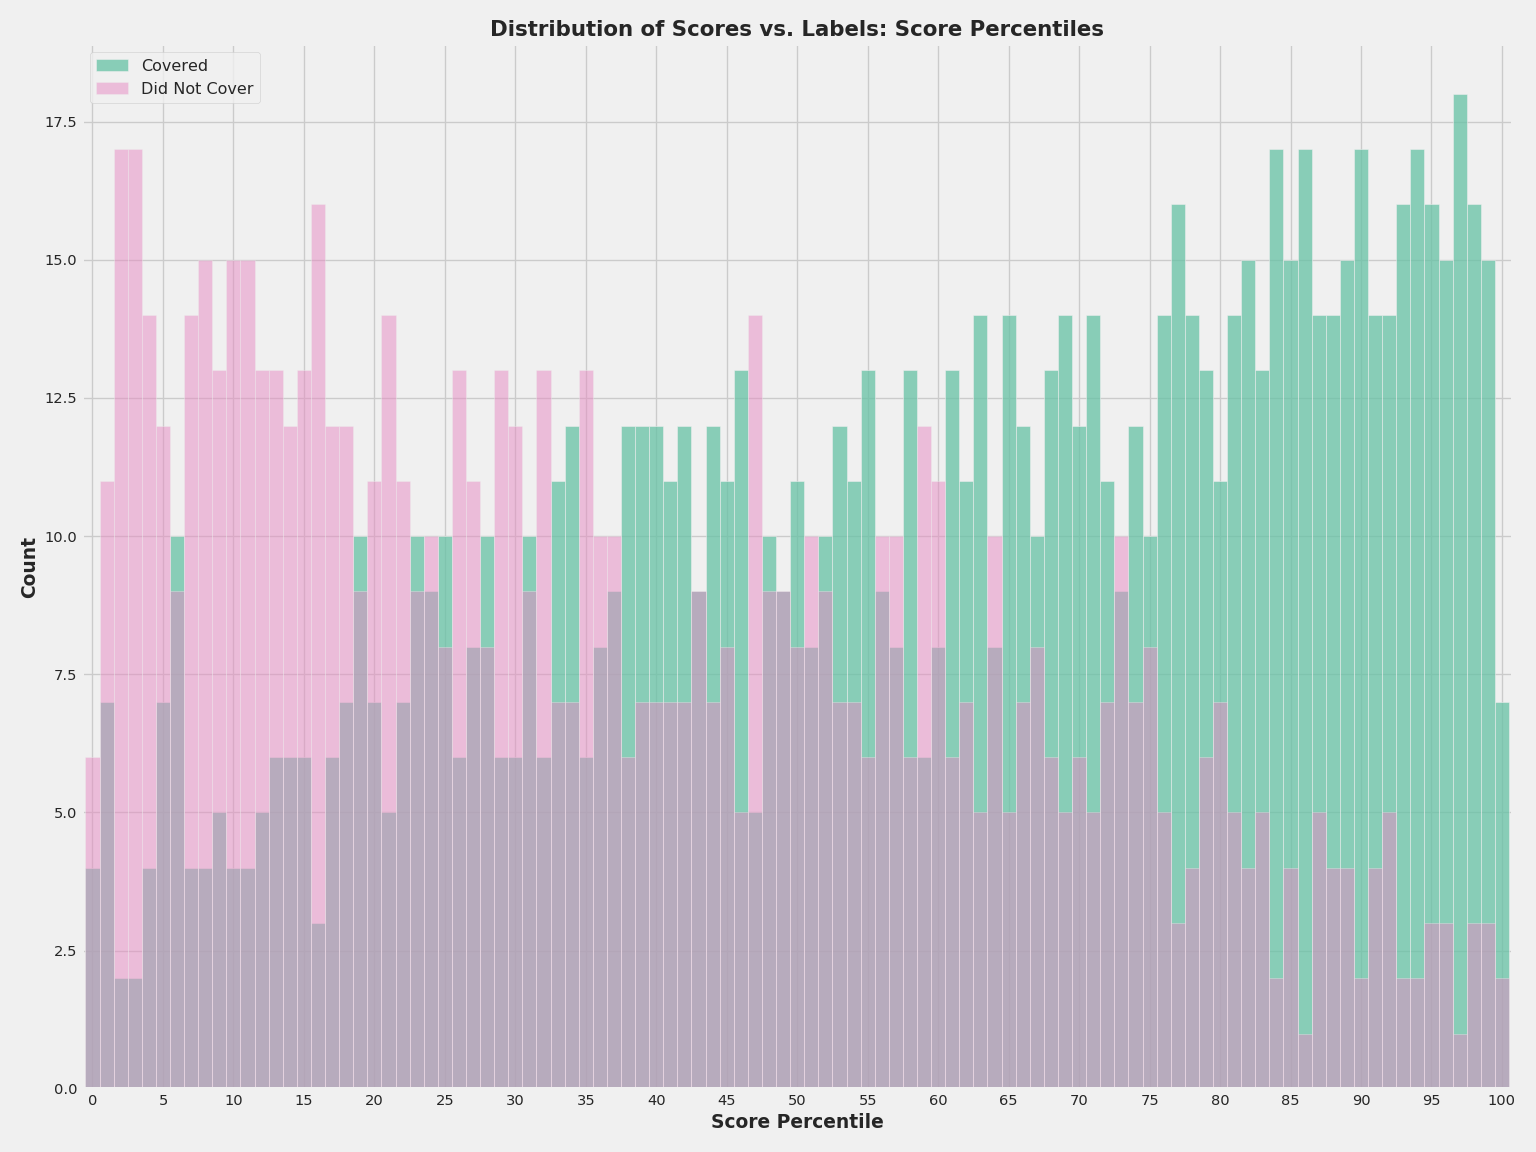 Distribution of Scores vs. Labels: Score Percentiles
Covered
Did Not Cover
17.5
15.0
12.5
10.0
7.5
5.0
2.5
0.0
Count
0 5 10 15 20 25 30 35 40 45 50 55 60 65 70 75 80 85 90 95 100
Score Percentile